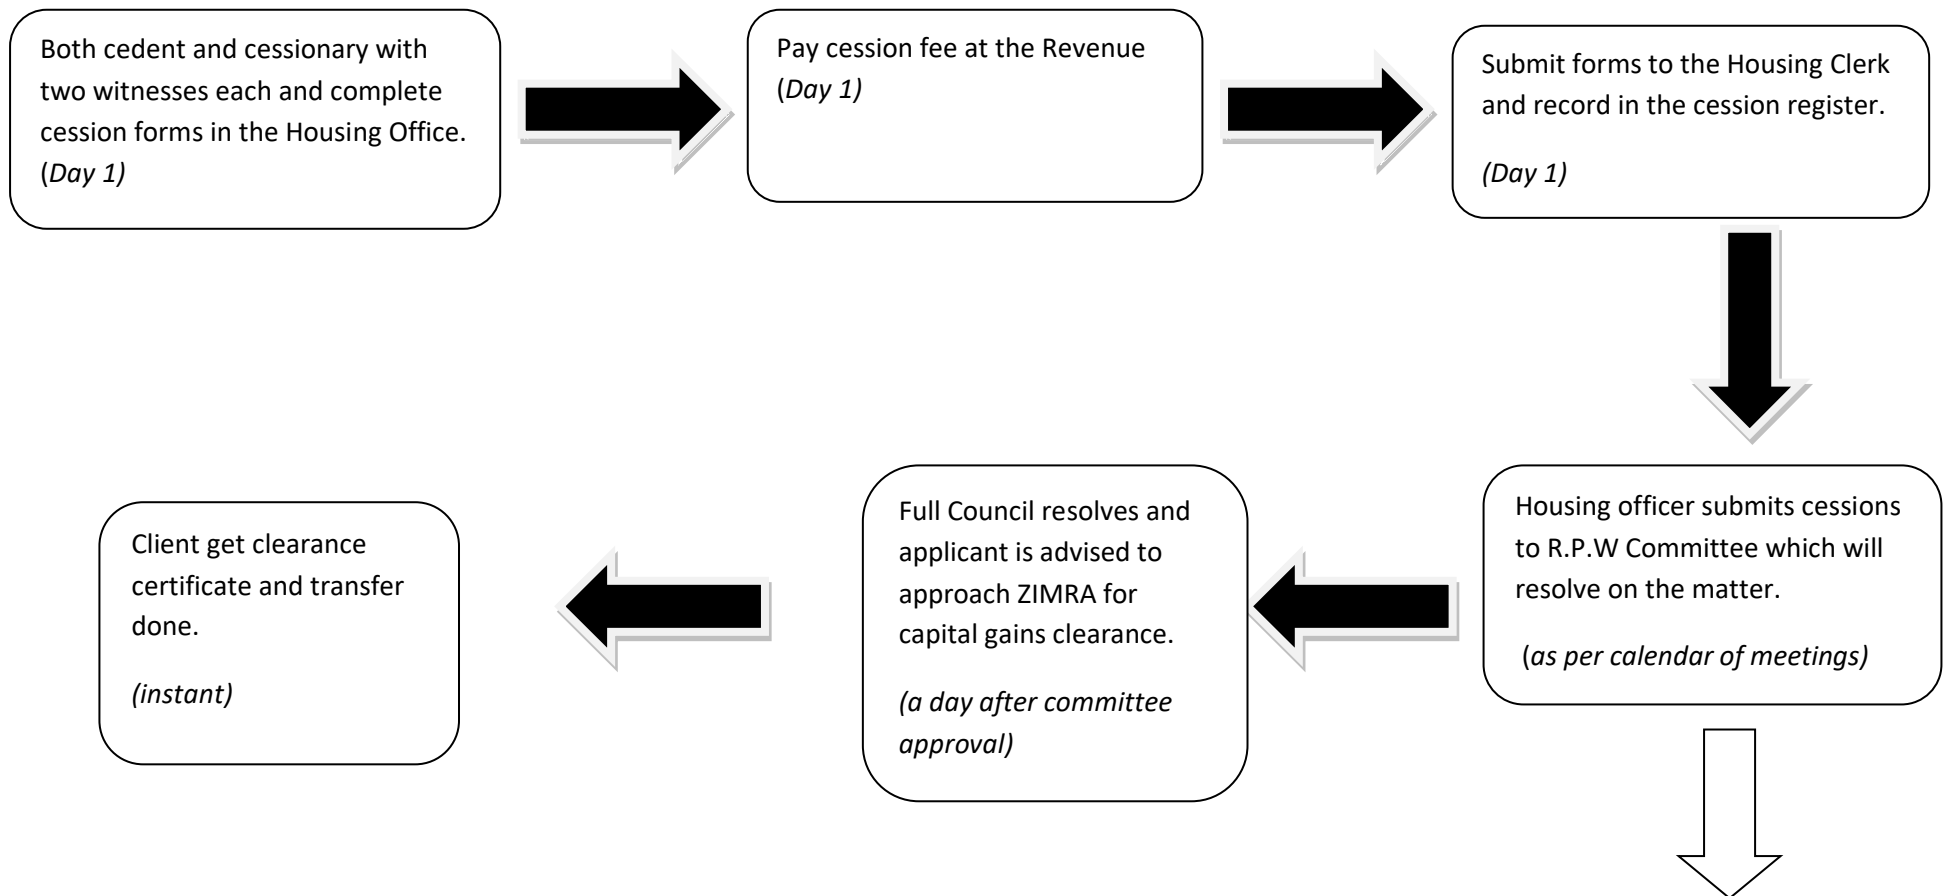 Both cedent and cessionary with
two witnesses each and complete
cession forms in the Housing Office.
(Day 1)
Pay cession fee at the Revenue
(Day 1)
Submit forms to the Housing Clerk
and record in the cession register.
(Day 1)
Housing officer submits cessions
to R.P.W Committee which will
resolve on the matter.
(as per calendar of meetings)
Full Council resolves and
applicant is advised to
approach ZIMRA for
capital gains clearance.
(a day after committee
approval)
Client get clearance
certificate and transfer
done.
(instant)